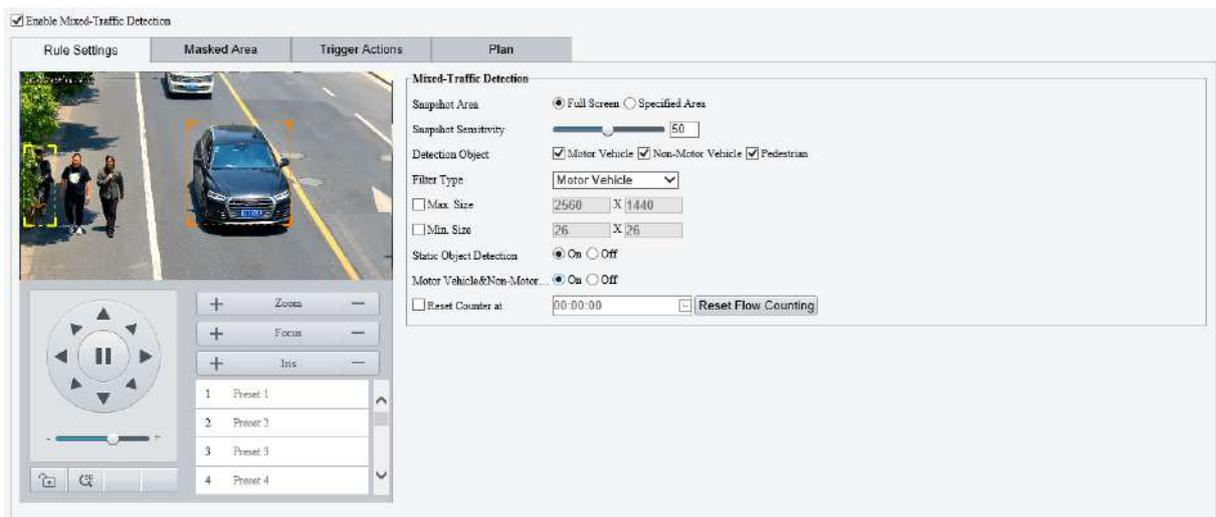 Enable Mixed-Traffic Detection
Rule Settings Masked Area Trigger Actions Plan
Mixed-Traffic Detection
Snapshot Area Full Screen Specified Area
Snapshot Sensitivity 50
Detection Object Motor Vehicle Non-Motor Vehicle Pedestrian
Filter Type Motor Vehicle
Max. Size 2560 X 1440
Min. Size 26 X 26
Static Object Detection On Off
Motor Vehicle&Non-Motor... On Off
Reset Counter at 00:00:00 Reset Flow Counting
+ Zoom −
+ Focus −
+ Iris −
1 Preset 1
2 Preset 2
3 Preset 3
4 Preset 4
- +